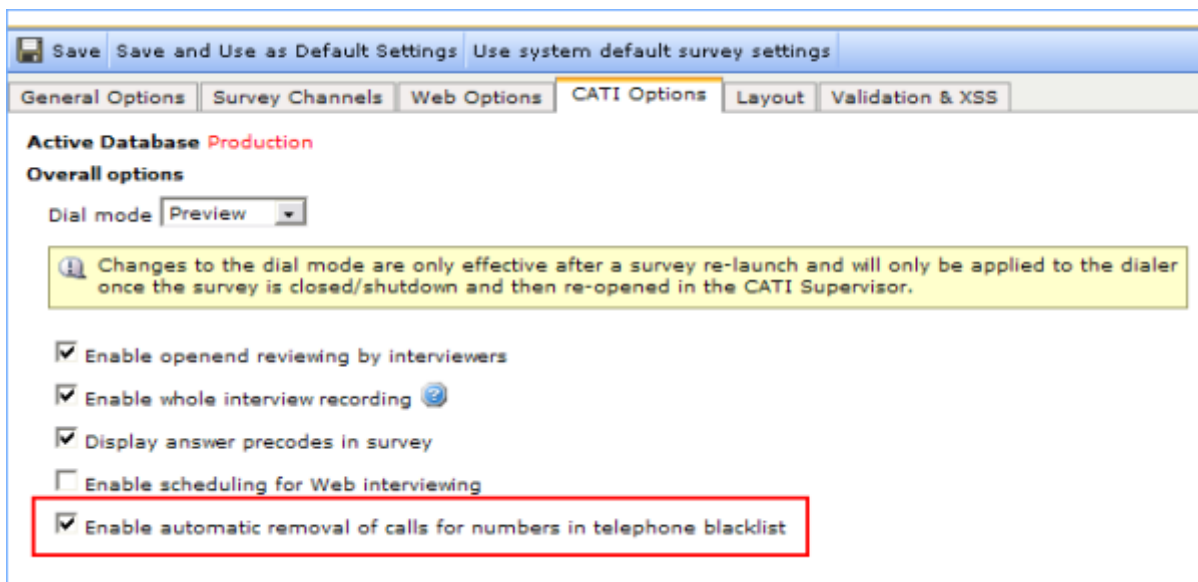 Save Save and Use as Default Settings Use system default survey settings
General Options Survey Channels Web Options CATI Options Layout Validation & XSS
Active Database Production
Overall options
Dial mode Preview
Changes to the dial mode are only effective after a survey re-launch and will only be applied to the dialer
once the survey is closed/shutdown and then re-opened in the CATI Supervisor.
Enable openend reviewing by interviewers
Enable whole interview recording
Display answer precodes in survey
Enable scheduling for Web interviewing
Enable automatic removal of calls for numbers in telephone blacklist